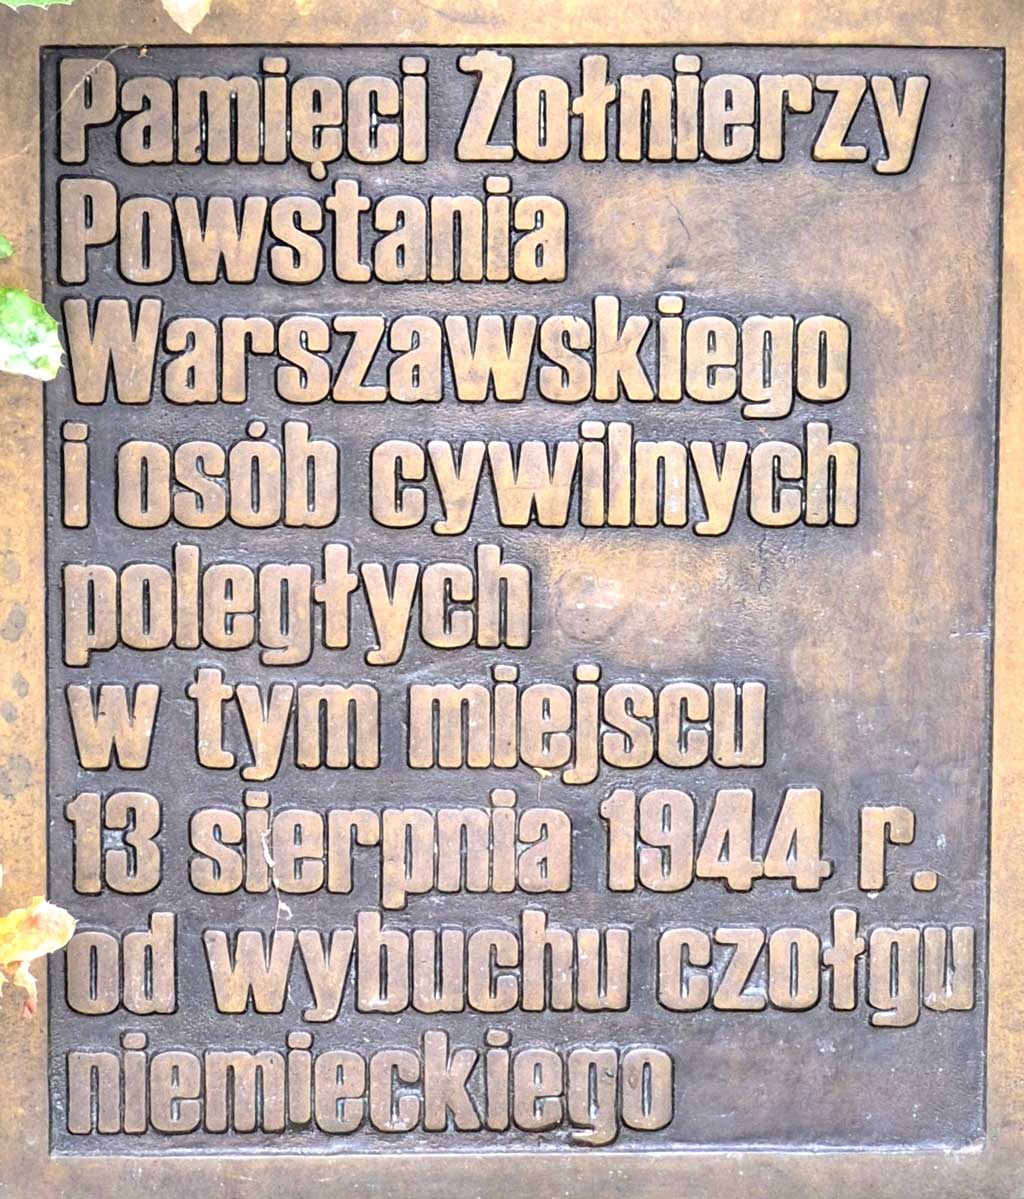 Pamięci Żołnierzy
Powstania
Warszawskiego
i osób cywilnych
poległych
w tym miejscu
13 sierpnia 1944 r.
od wybuchu czołgu
niemieckiego